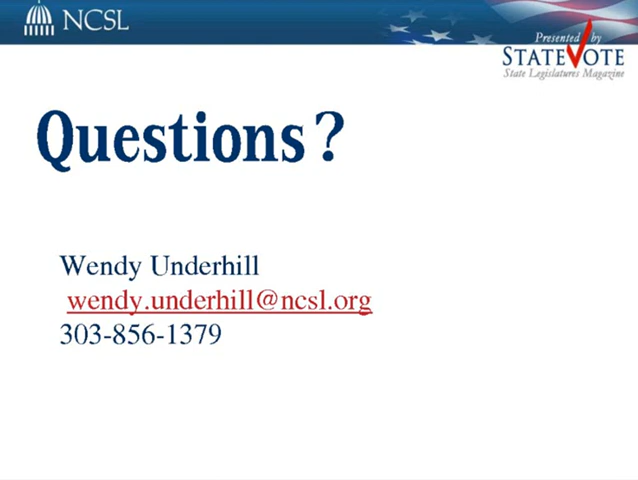 NCSL
Presented by
STATEVOTE
State Legislatures Magazine
Questions?
Wendy Underhill
wendy.underhill@ncsl.org
303-856-1379